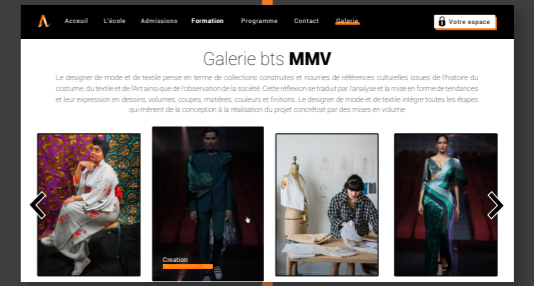 Acceuil L'école Admissions Formation Programme Contact Galerie Votre espace
Galerie bts MMV
Le designer de mode et de textile pense en terme de collections construites et nourries de références culturelles issues de l'histoire du
costume, du textile et de l'Art ainsi que de l'observation de la société. Cette réflexion se traduit par l'analyse et la mise en forme de tendances
et leur expression en dessins, volumes, coupes, matières, couleurs et finitions. Le designer de mode et de textile intègre toutes les étapes
qui mènent de la conception à la réalisation du projet concrétisé par des mises en volume.
Creation